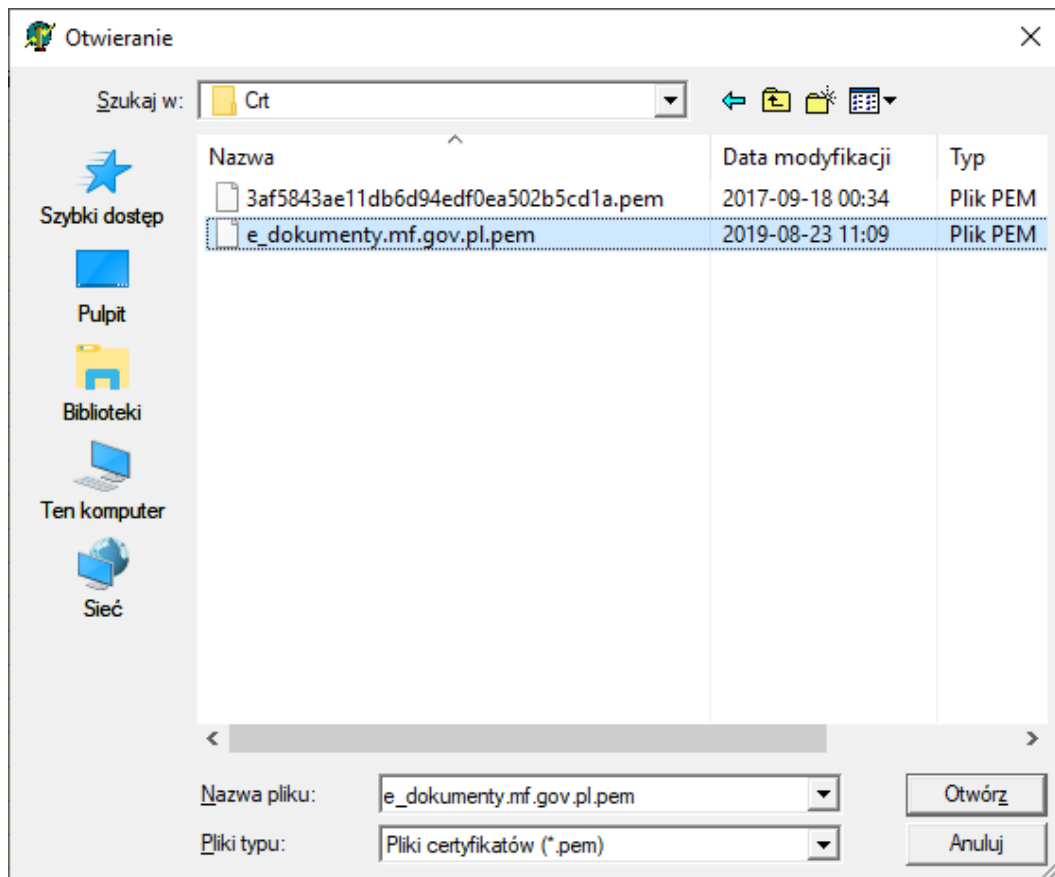 Otwieranie
Szukaj w: Crt
Nazwa Data modyfikacji Typ
3af5843ae11db6d94edf0ea502b5cd1a.pem 2017-09-18 00:34 Plik PEM
e_dokumenty.mf.gov.pl.pem 2019-08-23 11:09 Plik PEM
Szybki dostęp
Pulpit
Biblioteki
Ten komputer
Sieć
Nazwa pliku: e_dokumenty.mf.gov.pl.pem Otwórz
Pliki typu: Pliki certyfikatów (*.pem) Anuluj